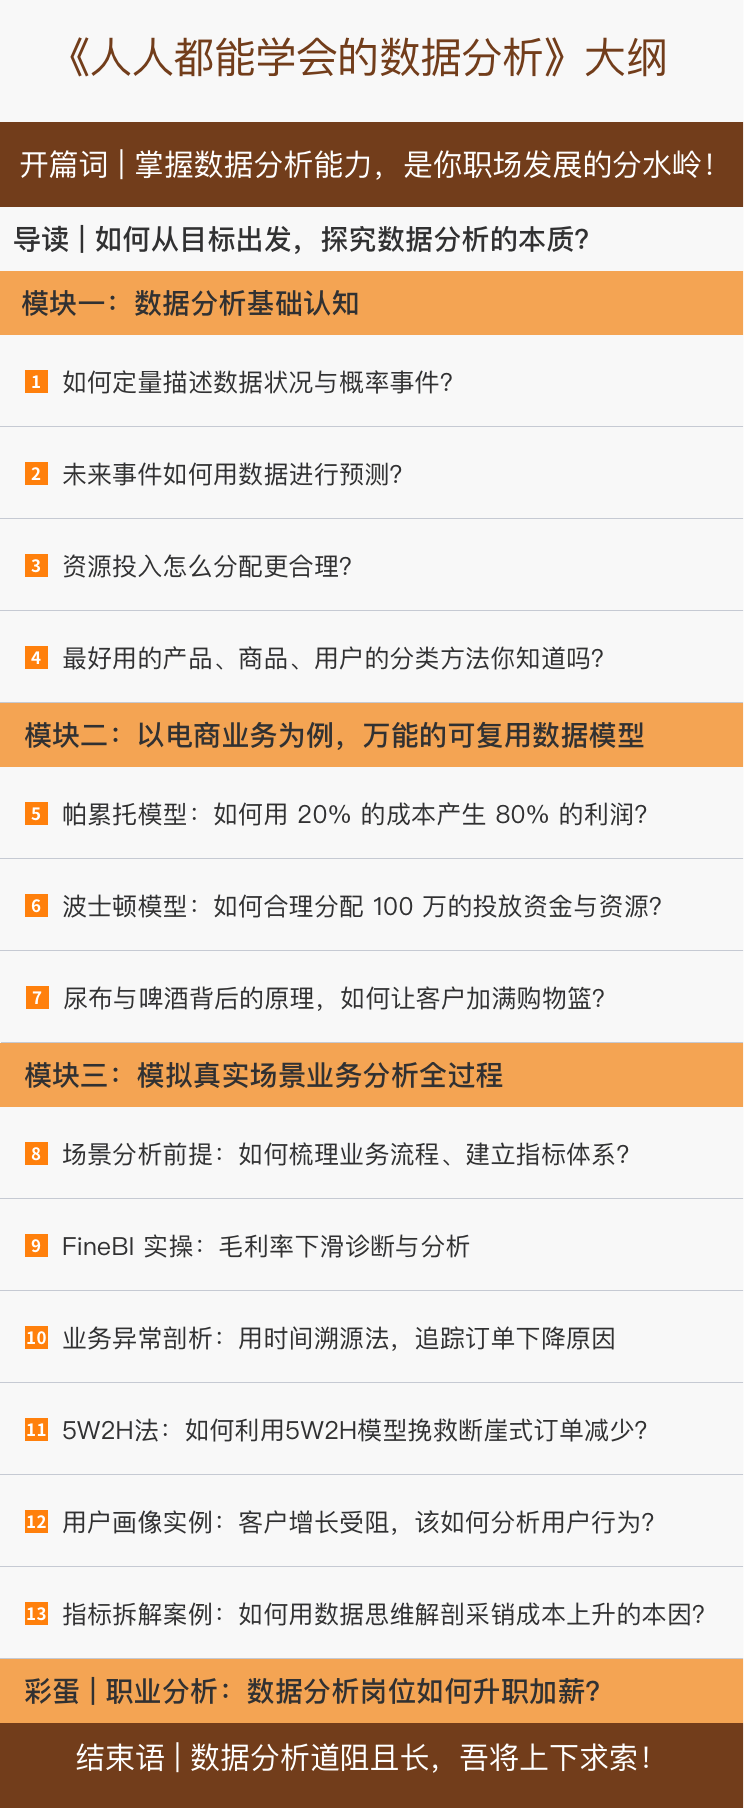 《人人都能学会的数据分析》大纲
开篇词 | 掌握数据分析能力，是你职场发展的分水岭！
导读 | 如何从目标出发，探究数据分析的本质？
模块一：数据分析基础认知
1 如何定量描述数据状况与概率事件？
2 未来事件如何用数据进行预测？
3 资源投入怎么分配更合理？
4 最好用的产品、商品、用户的分类方法你知道吗？
模块二：以电商业务为例，万能的可复用数据模型
5 帕累托模型：如何用 20% 的成本产生 80% 的利润？
6 波士顿模型：如何合理分配 100 万的投放资金与资源？
7 尿布与啤酒背后的原理，如何让客户加满购物篮？
模块三：模拟真实场景业务分析全过程
8 场景分析前提：如何梳理业务流程、建立指标体系？
9 FineBI 实操：毛利率下滑诊断与分析
10 业务异常剖析：用时间溯源法，追踪订单下降原因
11 5W2H法：如何利用5W2H模型挽救断崖式订单减少？
12 用户画像实例：客户增长受阻，该如何分析用户行为？
13 指标拆解案例：如何用数据思维解剖采销成本上升的本因？
彩蛋 | 职业分析：数据分析岗位如何升职加薪？
结束语 | 数据分析道阻且长，吾将上下求索！